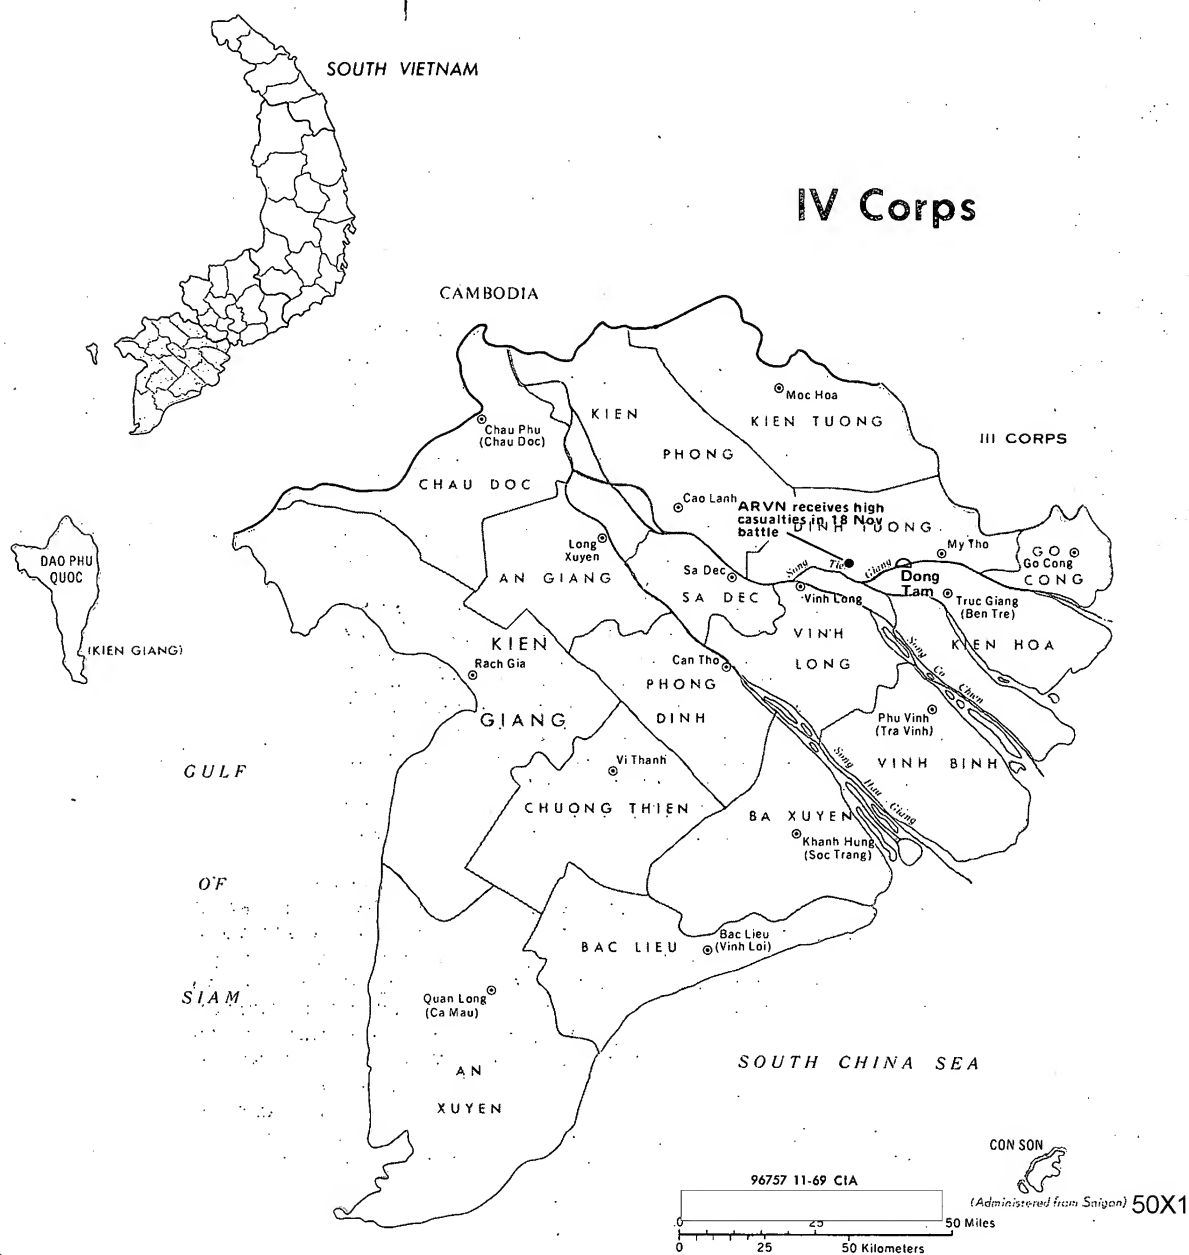 SOUTH VIETNAM
IV Corps
CAMBODIA
Moc Hoa
KIEN TUONG
KIEN
PHONG
III CORPS
Chau Phu
(Chau Doc)
CHAU DOC
Cao Lanh
ARVN receives high
casualties in 18 Nov
battle
DINH TUONG
My Tho
GO
Go Cong
CONG
Long
Xuyen
AN GIANG
Sa Dec
SA DEC
Song Tien Giang
Dong
Tam
Vinh Long
Truc Giang
(Ben Tre)
KIEN HOA
DAO PHU
QUOC
(KIEN GIANG)
VINH
LONG
Song Co Chien
KIEN
Rach Gia
GIANG
Can Tho
PHONG
DINH
Phu Vinh
(Tra Vinh)
VINH BINH
Song Hau Giang
Vi Thanh
CHUONG THIEN
BA XUYEN
Khanh Hung
(Soc Trang)
GULF
OF
SIAM
BAC LIEU
Bac Lieu
(Vinh Loi)
Quan Long
(Ca Mau)
AN
XUYEN
SOUTH CHINA SEA
CON SON
(Administered from Saigon)
50X1
96757 11-69 CIA
0 25 50 Miles
0 25 50 Kilometers